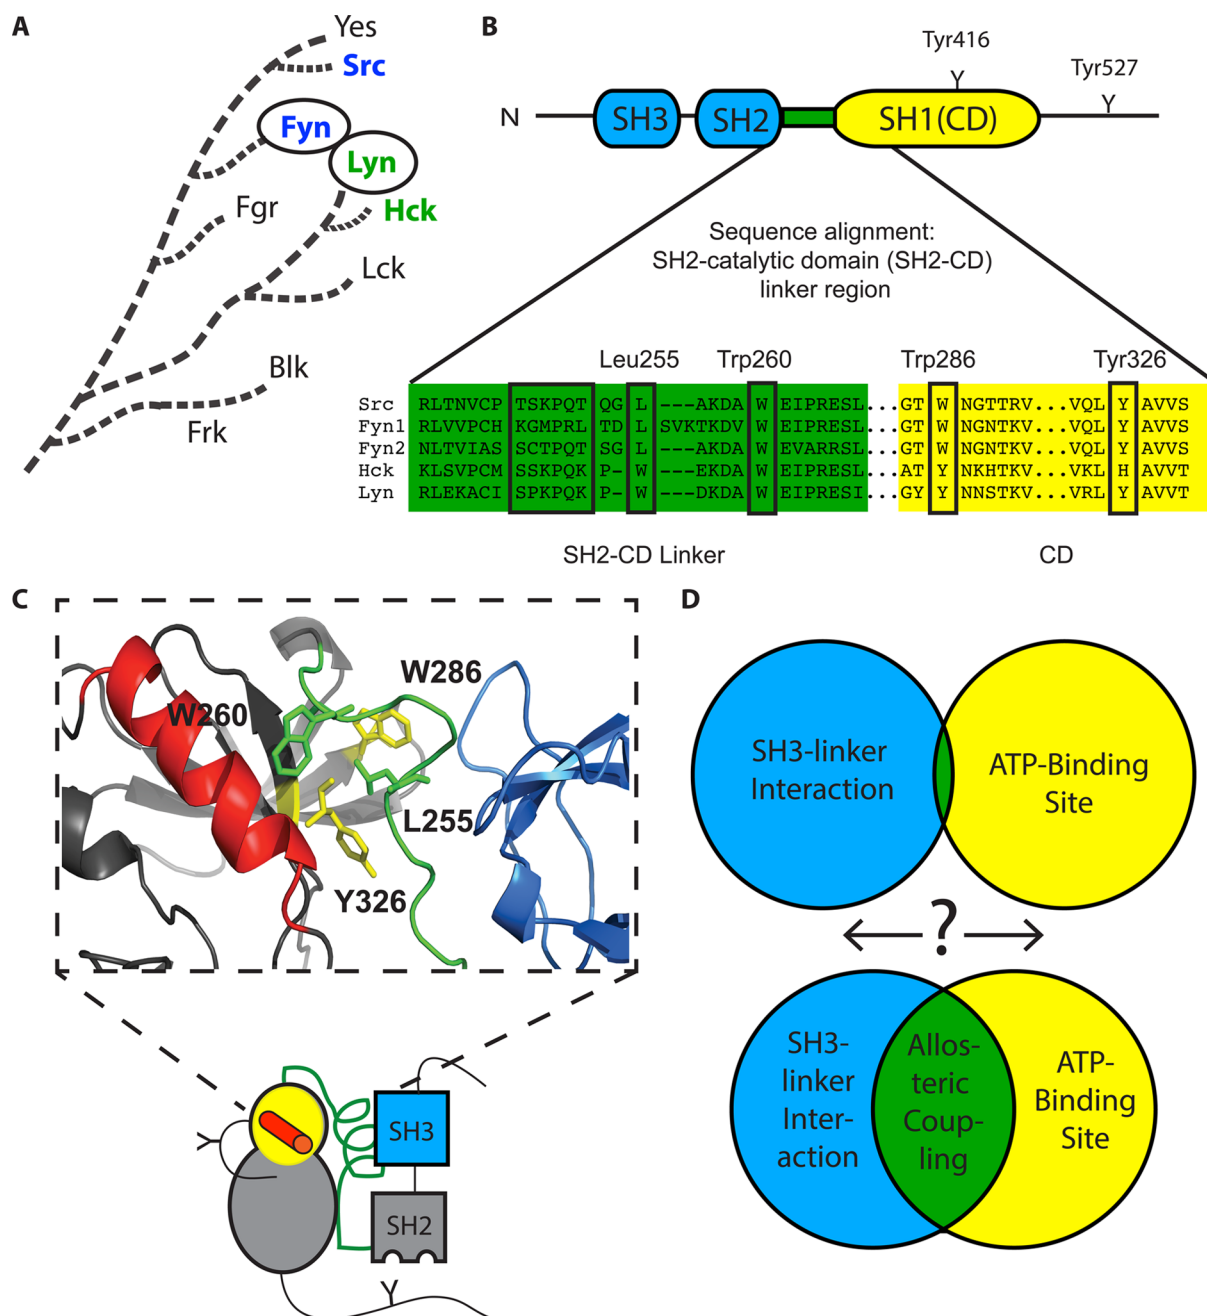 A
Yes
Src
Fyn
Lyn
Fgr
Hck
Lck
Blk
Frk
B
Tyr416
Y
Tyr527
Y
N
SH3
SH2
SH1(CD)
Sequence alignment:
SH2-catalytic domain (SH2-CD)
linker region
Leu255 Trp260 Trp286 Tyr326
Src RLTNVCP TSKPQT QG L ---AKDA W EIPRESL...GT W NGTTRV...VQL Y AVVS
Fyn1 RLVVPCH KGMPRL TD L SVKTKDV W EIPRESL...GT W NGNTKV...VQL Y AVVS
Fyn2 NLTVIAS SCTPQT SG L ---AKDA W EVARRSL...GT W NGNTKV...VQL Y AVVS
Hck KLSVPCM SSKPQK P- W ---EKDA W EIPRESL...AT Y NKHTKV...VKL H AVVT
Lyn RLEKACI SPKPQK P- W ---DKDA W EIPRESI...GY Y NNSTKV...VRL Y AVVT
SH2-CD Linker CD
C
W286
W260
L255
Y326
Y
SH3
SH2
Y
D
SH3-linker
Interaction
ATP-Binding
Site
?
SH3-
linker
Inter-
action
Allos-
teric
Coup-
ling
ATP-
Binding
Site